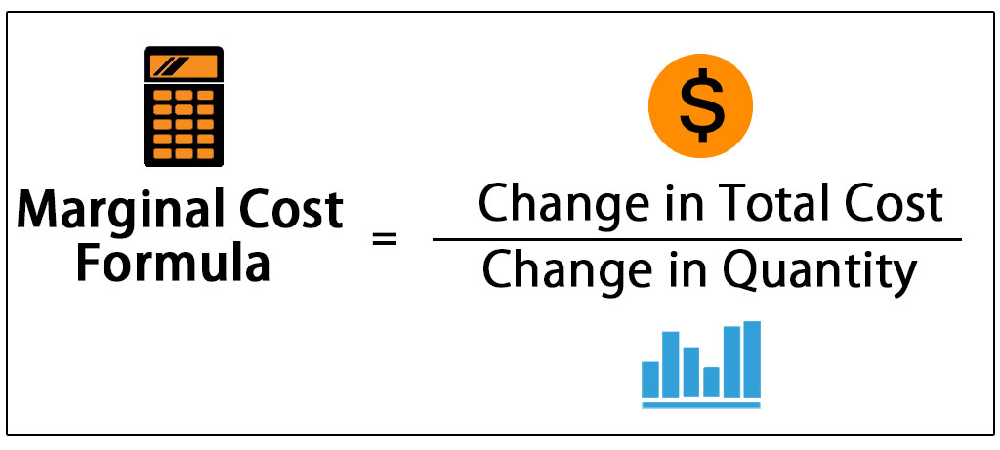 $
Marginal Cost
Formula
=
Change in Total Cost
Change in Quantity